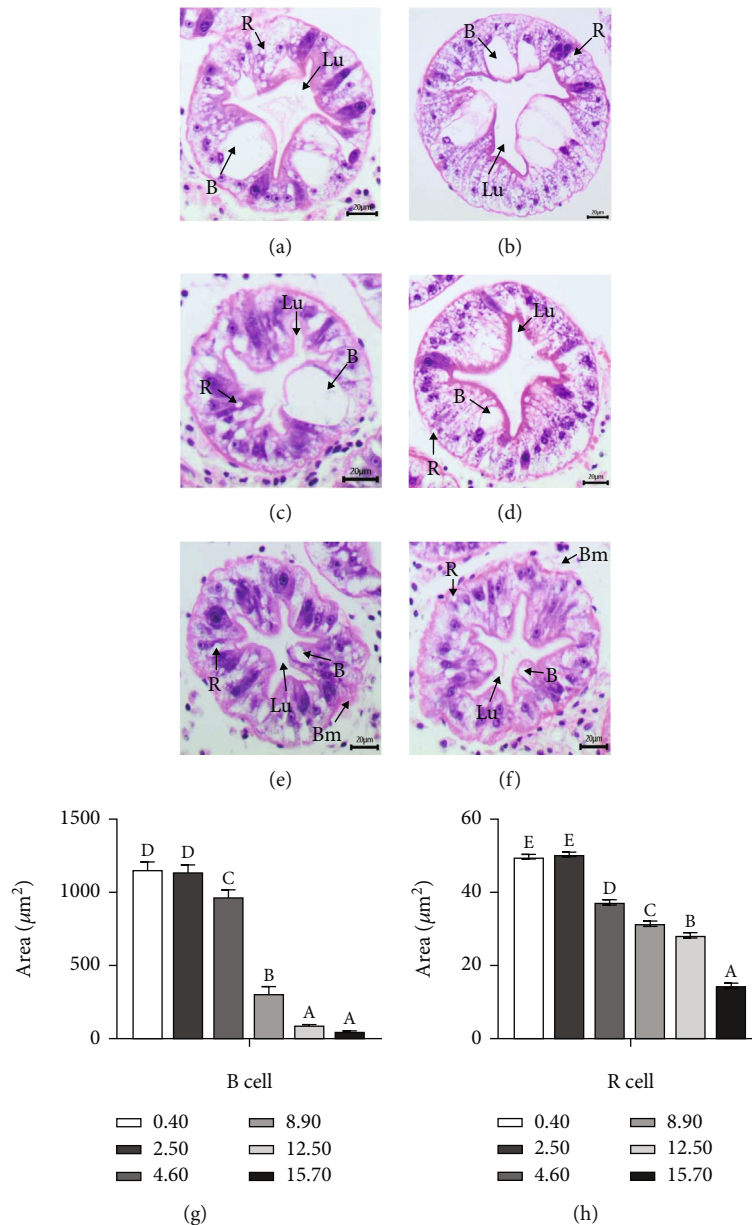 R
Lu
B
20μm
(a)
B
R
Lu
20μm
(b)
Lu
B
R
20μm
(c)
Lu
B
R
20μm
(d)
R
B
Lu
Bm
20μm
(e)
Bm
R
B
Lu
20μm
(f)
1500
1000
500
0
Area (μm²)
D
D
C
B
A
A
B cell
0.40
8.90
2.50
12.50
4.60
15.70
(g)
60
40
20
0
Area (μm²)
E
E
D
C
B
A
R cell
0.40
8.90
2.50
12.50
4.60
15.70
(h)